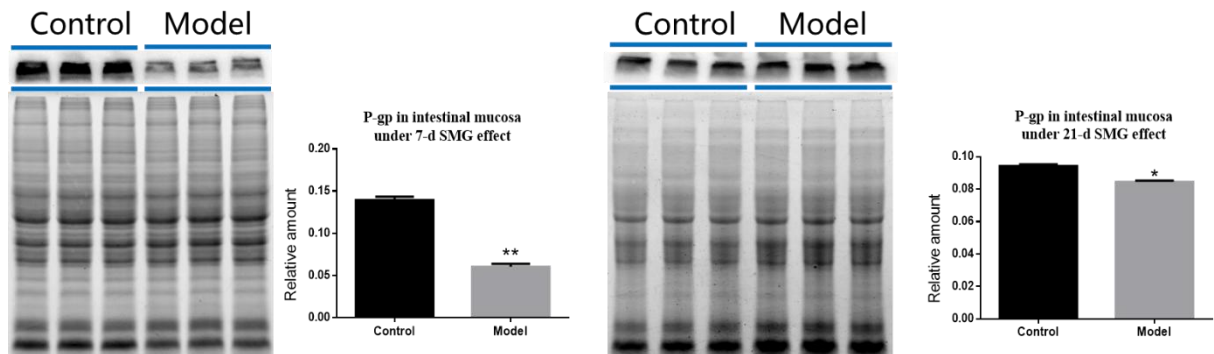 Control Model
P-gp in intestinal mucosa
under 7-d SMG effect
Relative amount
0.20
0.15
0.10
0.05
0.00
**
Control Model
Control Model
P-gp in intestinal mucosa
under 21-d SMG effect
Relative amount
0.10
0.08
0.06
0.04
0.02
0.00
*
Control Model